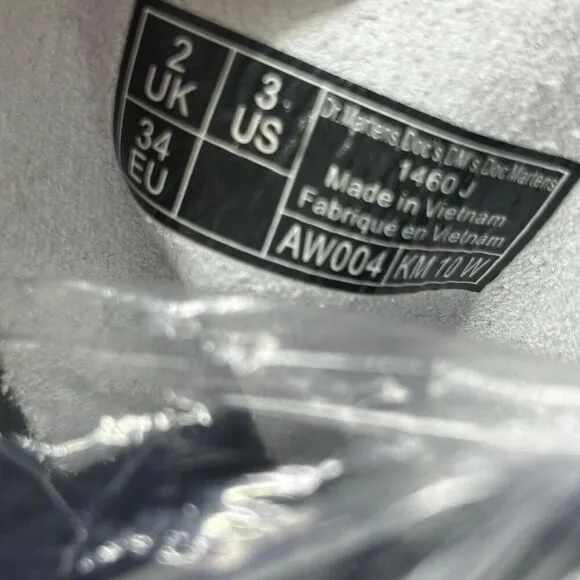 2
UK
3
US
34
EU
Dr.Martens, Doc's, DM's, Doc Martens
1460 J
Made in Vietnam
Fabriqué en Vietnam
AW004
KM 10 W